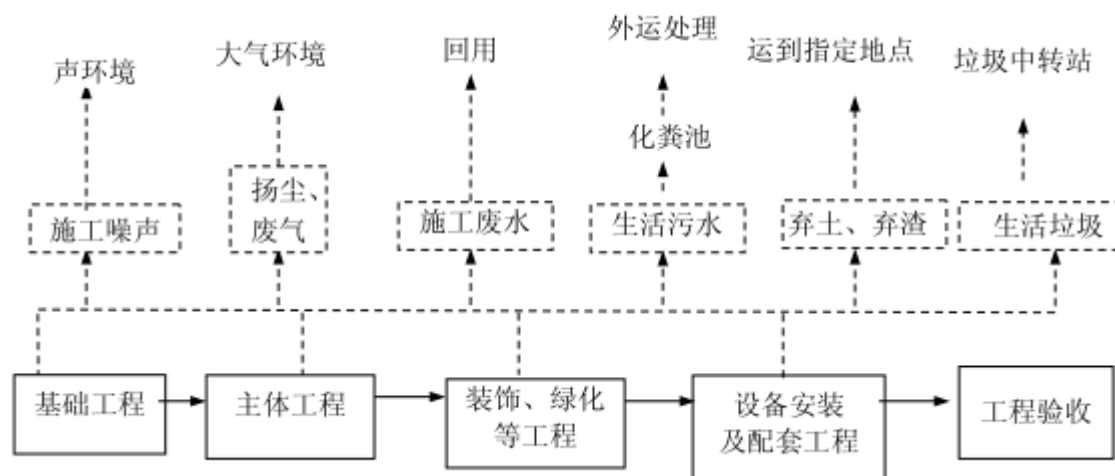 声环境
大气环境
回用
外运处理
运到指定地点
垃圾中转站
化粪池
施工噪声
扬尘、
废气
施工废水
生活污水
弃土、弃渣
生活垃圾
基础工程
主体工程
装饰、绿化
等工程
设备安装
及配套工程
工程验收